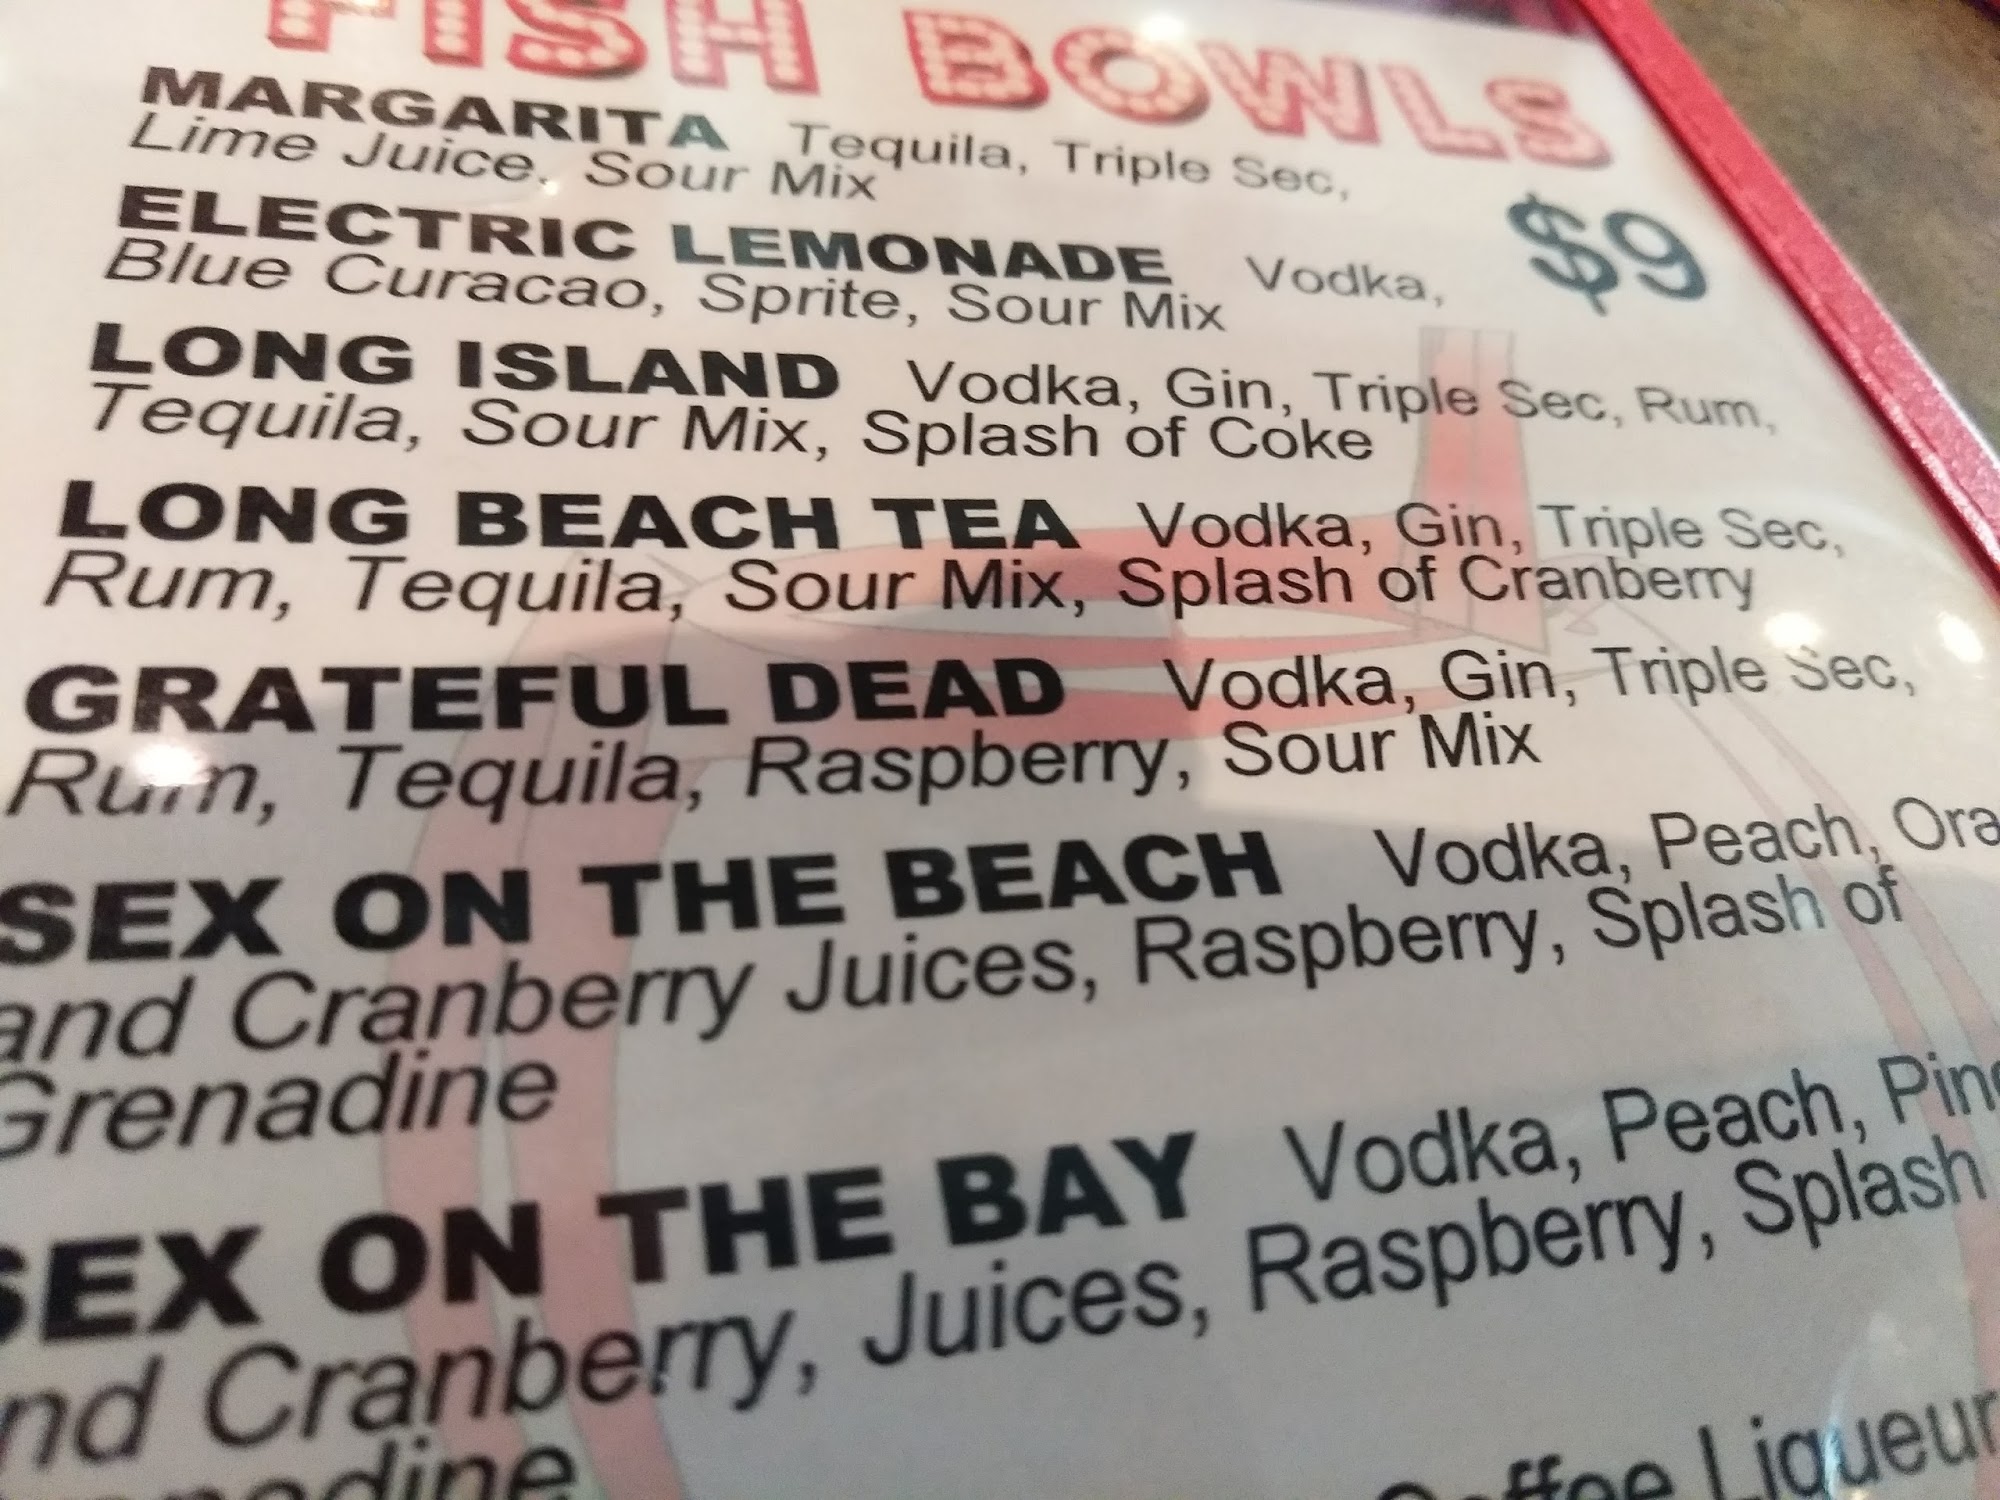 FISH BOWLS
MARGARITA Tequila, Triple Sec,
Lime Juice, Sour Mix
$9
ELECTRIC LEMONADE Vodka,
Blue Curacao, Sprite, Sour Mix
LONG ISLAND Vodka, Gin, Triple Sec, Rum,
Tequila, Sour Mix, Splash of Coke
LONG BEACH TEA Vodka, Gin, Triple Sec,
Rum, Tequila, Sour Mix, Splash of Cranberry
GRATEFUL DEAD Vodka, Gin, Triple Sec,
Rum, Tequila, Raspberry, Sour Mix
SEX ON THE BEACH Vodka, Peach,
and Cranberry Juices, Raspberry, Splash of
Grenadine
SEX ON THE BAY Vodka, Peach,
and Cranberry, Juices, Raspberry, Splash
Coffee Liqueur